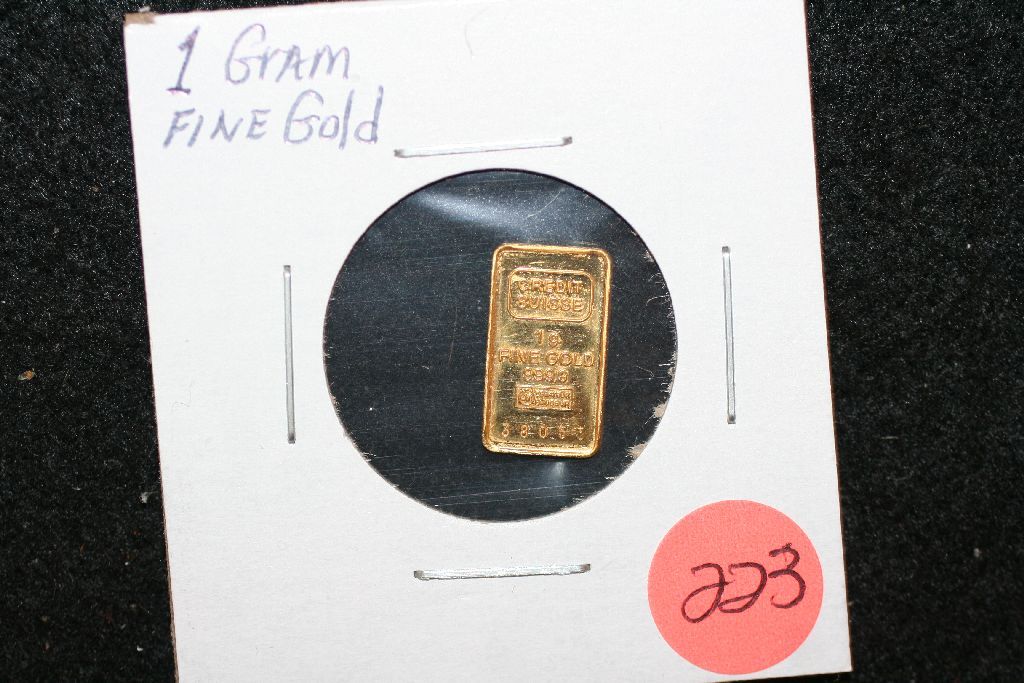 1 Gram
FINE Gold
CREDIT
SUISSE
1g
FINE GOLD
999,9
223